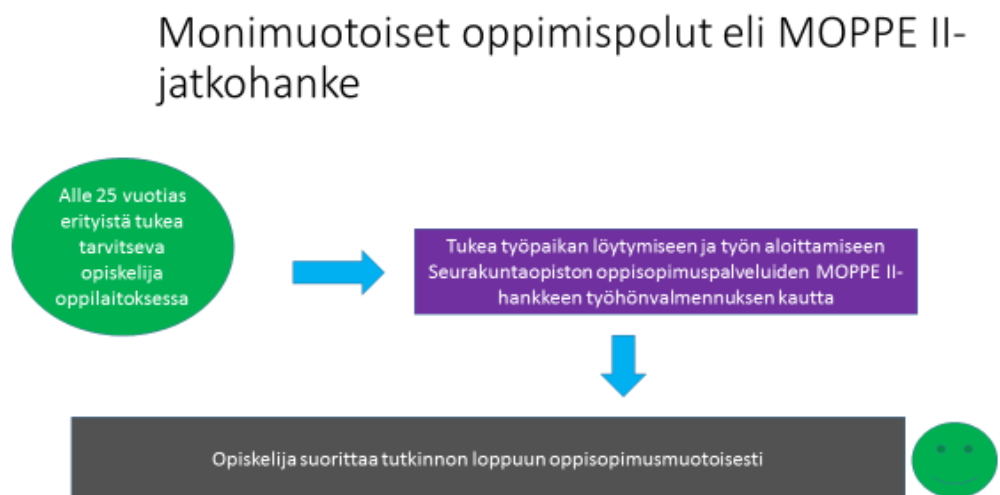 Monimuotoiset oppimispolut eli MOPPE II-
jatkohanke
Alle 25 vuotias
erityistä tukea
tarvitseva
opiskelija
oppilaitoksessa
Tukea työpaikan löytymiseen ja työn aloittamiseen
Seurakuntaopiston oppisopimuspalveluiden MOPPE II-
hankkeen työhönvalmennuksen kautta
Opiskelija suorittaa tutkinnon loppuun oppisopimusmuotoisesti